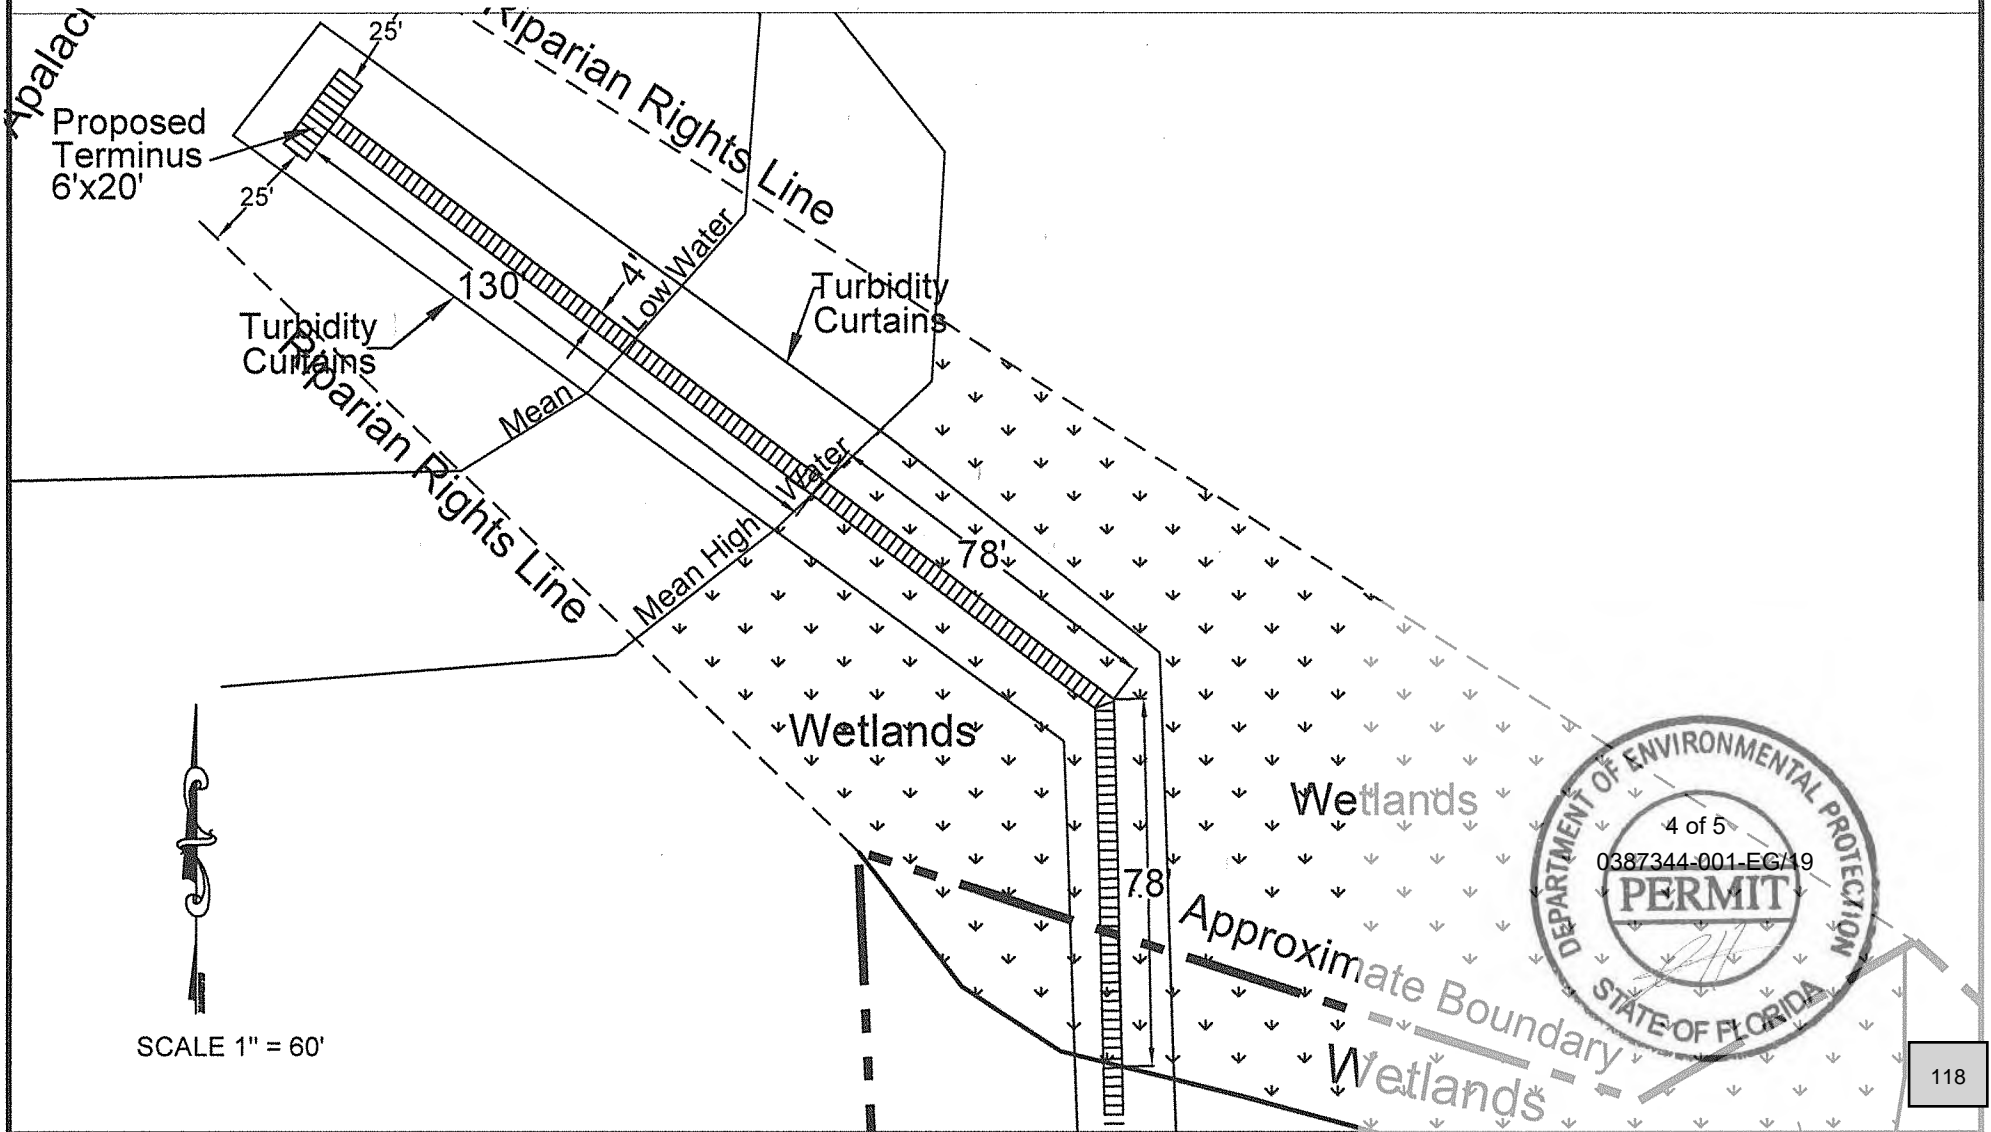 25'
Riparian Rights Line
Proposed
Terminus
6'x20'
25'
130'
4'
Mean Low Water
Turbidity
Curtains
Turbidity
Curtains
Riparian Rights Line
Mean High Water
78'
Wetlands
Wetlands
78'
Approximate Boundary
Wetlands
SCALE 1" = 60'
DEPARTMENT OF ENVIRONMENTAL PROTECTION
4 of 5
0387344-001-EG/19
PERMIT
STATE OF FLORIDA
118